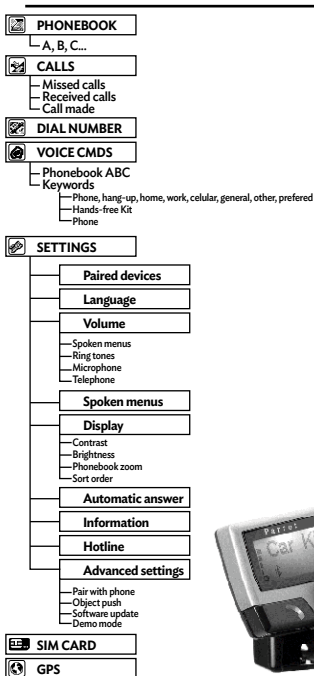 PHONEBOOK
A, B, C...
CALLS
Missed calls
Received calls
Call made
DIAL NUMBER
VOICE CMDS
Phonebook ABC
Keywords
Phone, hang-up, home, work, celular, general, other, prefered
Hands-free Kit
Phone
SETTINGS
Paired devices
Language
Volume
Spoken menus
Ring tones
Microphone
Telephone
Spoken menus
Display
Contrast
Brightness
Phonebook zoom
Sort order
Automatic answer
Information
Hotline
Advanced settings
Pair with phone
Object push
Software update
Demo mode
Parrot
Car K
SIM CARD
GPS